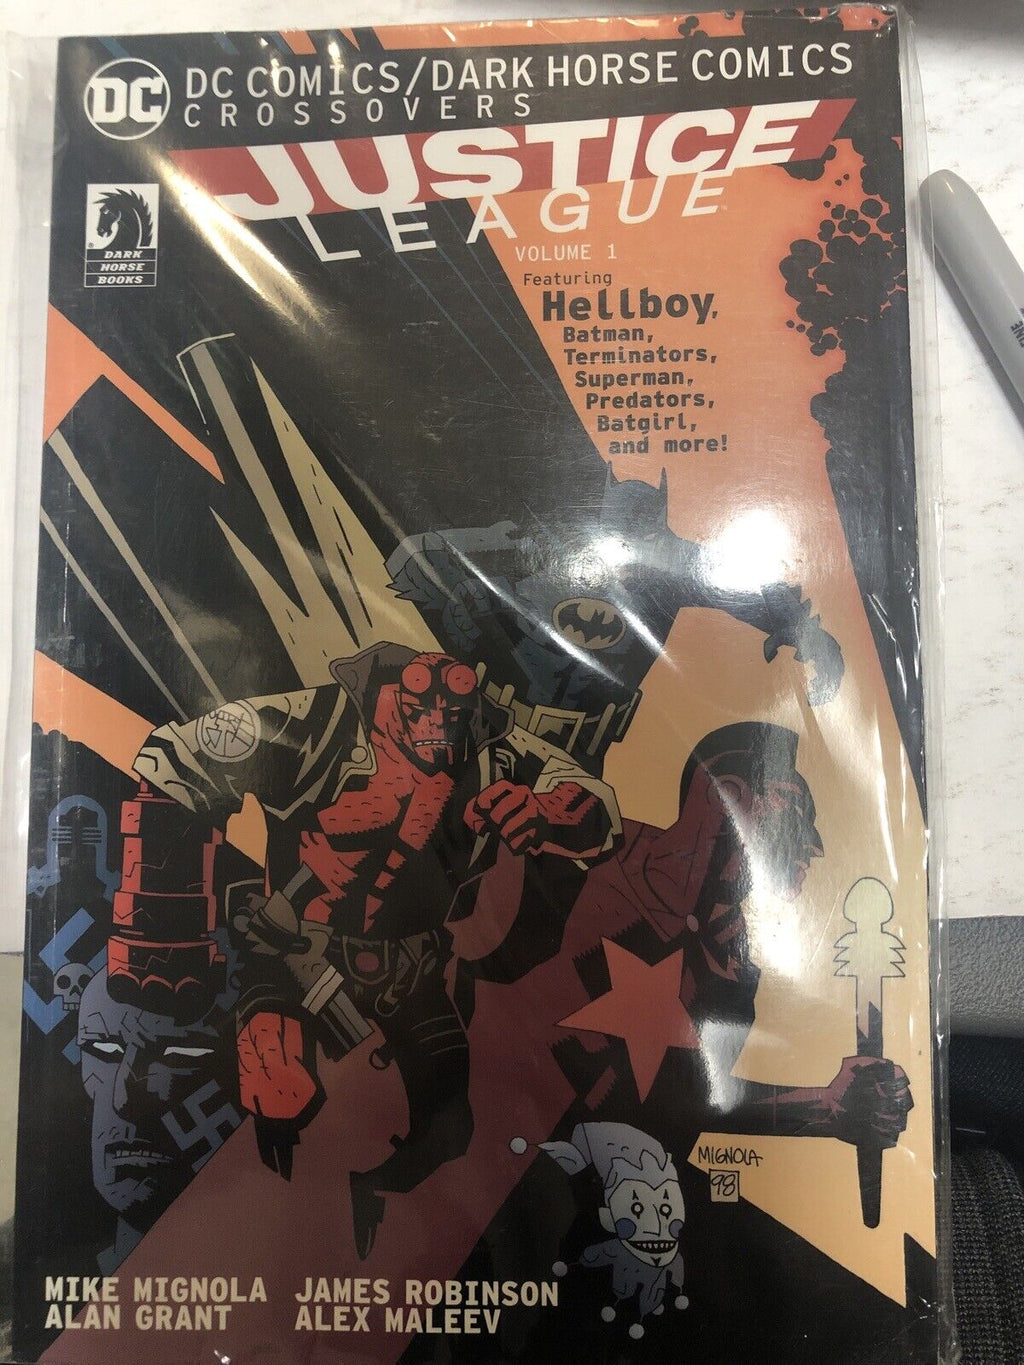 DC
DC COMICS/DARK HORSE COMICS
CROSSOVERS
JUSTICE
LEAGUE
VOLUME 1
DARK
HORSE
BOOKS
Featuring
Hellboy,
Batman,
Terminators,
Superman,
Predators,
Batgirl,
and more!
MIGNOLA
98
MIKE MIGNOLA JAMES ROBINSON
ALAN GRANT ALEX MALEEV